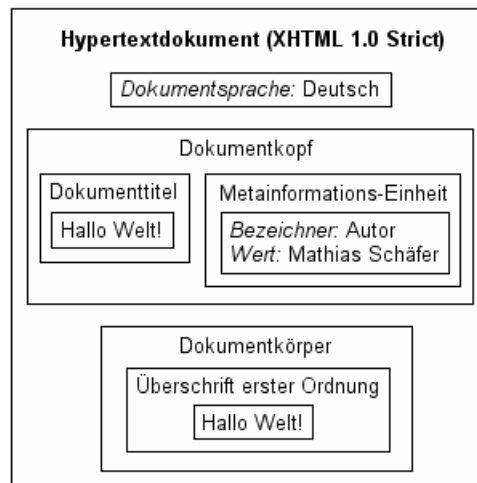 Hypertextdokument (XHTML 1.0 Strict)
Dokumentsprache: Deutsch
Dokumentkopf
Dokumenttitel
Hallo Welt!
Metainformations-Einheit
Bezeichner: Autor
Wert: Mathias Schäfer
Dokumentkörper
Überschrift erster Ordnung
Hallo Welt!